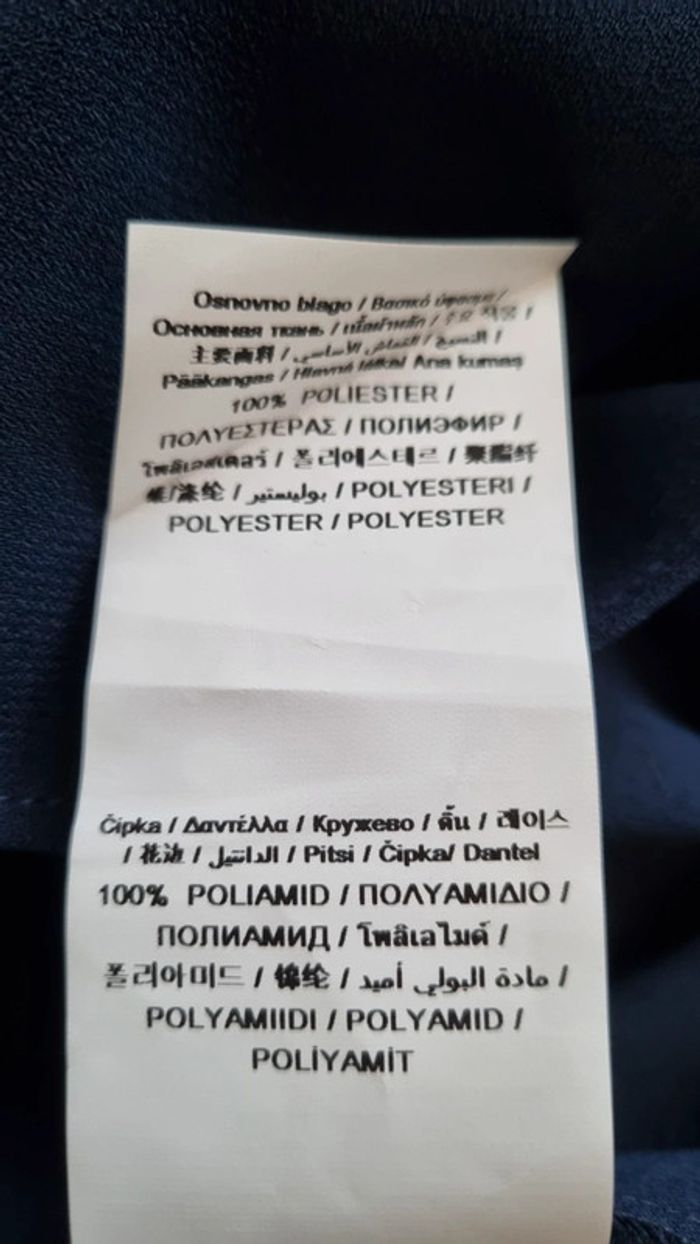 Osnovno blago / Βασικό ύφασμα /
Основная ткань / เนื้อผ้าหลัก / 주요 직물 /
主要面料 / القماش الأساسي / النسيج /
Pääkangas / Hlavná látka/ Ana kumaş
100% POLIESTER /
ΠΟΛΥΕΣΤΕΡΑΣ / ПОЛИЭФИР /
โพลีเอสเตอร์ / 폴리에스테르 / 聚酯纤
维/涤纶 / بوليستير / POLYESTERI /
POLYESTER / POLYESTER
Čipka / Δαντέλλα / Кружево / ลิ้น / 레이스
/ 花边 / الدانتيل / Pitsi / Čipka/ Dantel
100% POLIAMID / ΠΟΛΥΑΜΙΔΙΟ /
ПОЛИАМИД / โพลีเอไมด์ /
폴리아미드 / 锦纶 / مادة البولي أميد /
POLYAMIIDI / POLYAMID /
POLİYAMİT